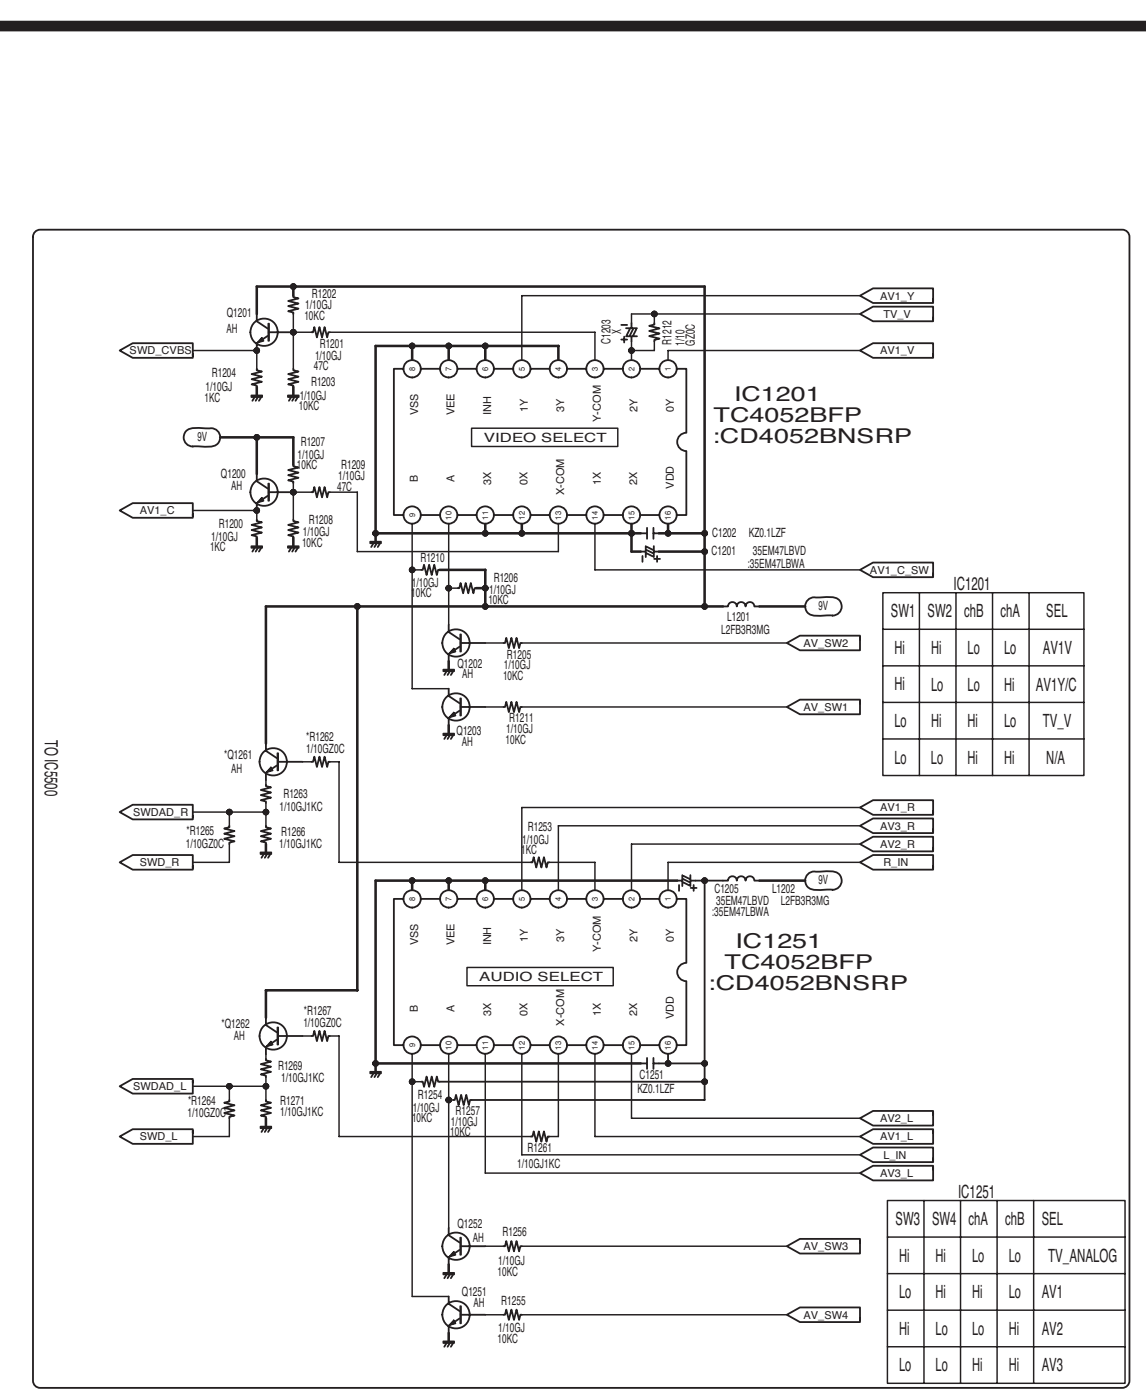 AV1_Y
TV_V
AV1_V
R1202
1/10GJ
10KC
Q1201
AH
R1201
1/10GJ
47C
SWD_CVBS
R1204
1/10GJ
1KC
R1203
1/10GJ
10KC
C1203
X
R1212
1/10
GZ0C
8 7 6 5 4 3 2 1
VSS VEE INH 1Y 3Y Y-COM 2Y 0Y
VIDEO SELECT
B A 3X 0X X-COM 1X 2X VDD
9 10 11 12 13 14 15 16
IC1201
TC4052BFP
:CD4052BNSRP
9V
R1207
1/10GJ
10KC
Q1200
AH
R1209
1/10GJ
47C
AV1_C
R1200
1/10GJ
1KC
R1208
1/10GJ
10KC
C1202 KZ0.1LZF
C1201 35EM47LBVD
:35EM47LBWA
AV1_C_SW
R1210
1/10GJ
10KC
R1206
1/10GJ
10KC
L1201
L2FB3R3MG
9V
AV_SW2
R1205
1/10GJ
10KC
Q1202
AH
AV_SW1
R1211
1/10GJ
10KC
Q1203
AH
IC1201
SW1 SW2 chB chA SEL
Hi Hi Lo Lo AV1V
Hi Lo Lo Hi AV1Y/C
Lo Hi Hi Lo TV_V
Lo Lo Hi Hi N/A
TO IC5500
*Q1261
AH
*R1262
1/10GZ0C
R1263
1/10GJ1KC
SWDAD_R
*R1265
1/10GZ0C
R1266
1/10GJ1KC
SWD_R
R1253
1/10GJ
1KC
AV1_R
AV3_R
AV2_R
R_IN
C1205
35EM47LBVD
:35EM47LBWA
L1202
L2FB3R3MG
9V
8 7 6 5 4 3 2 1
VSS VEE INH 1Y 3Y Y-COM 2Y 0Y
AUDIO SELECT
B A 3X 0X X-COM 1X 2X VDD
9 10 11 12 13 14 15 16
IC1251
TC4052BFP
:CD4052BNSRP
*Q1262
AH
*R1267
1/10GZ0C
R1269
1/10GJ1KC
SWDAD_L
*R1264
1/10GZ0C
R1271
1/10GJ1KC
SWD_L
C1251
KZ0.1LZF
R1254
1/10GJ
10KC
R1257
1/10GJ
10KC
R1261
1/10GJ1KC
AV2_L
AV1_L
L_IN
AV3_L
Q1252
AH
R1256
1/10GJ
10KC
AV_SW3
Q1251
AH
R1255
1/10GJ
10KC
AV_SW4
IC1251
SW3 SW4 chA chB SEL
Hi Hi Lo Lo TV_ANALOG
Lo Hi Hi Lo AV1
Hi Lo Lo Hi AV2
Lo Lo Hi Hi AV3